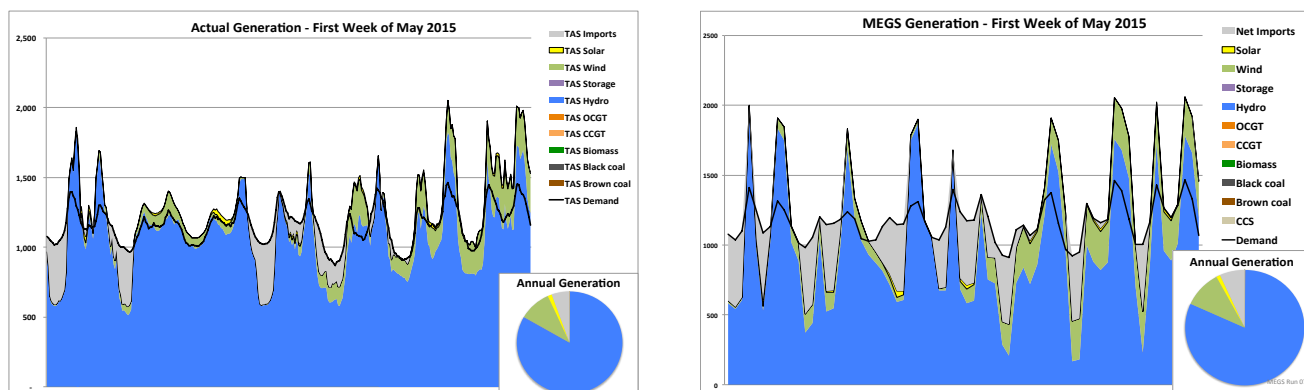 Actual Generation - First Week of May 2015
2,500
2,000
1,500
1,000
500
TAS Imports
TAS Solar
TAS Wind
TAS Storage
TAS Hydro
TAS OCGT
TAS CCGT
TAS Biomass
TAS Black coal
TAS Brown coal
TAS Demand
Annual Generation
MEGS Generation - First Week of May 2015
2500
2000
1500
1000
500
0
Net Imports
Solar
Wind
Storage
Hydro
OCGT
CCGT
Biomass
Black coal
Brown coal
CCS
Demand
Annual Generation
MEGS Run 0